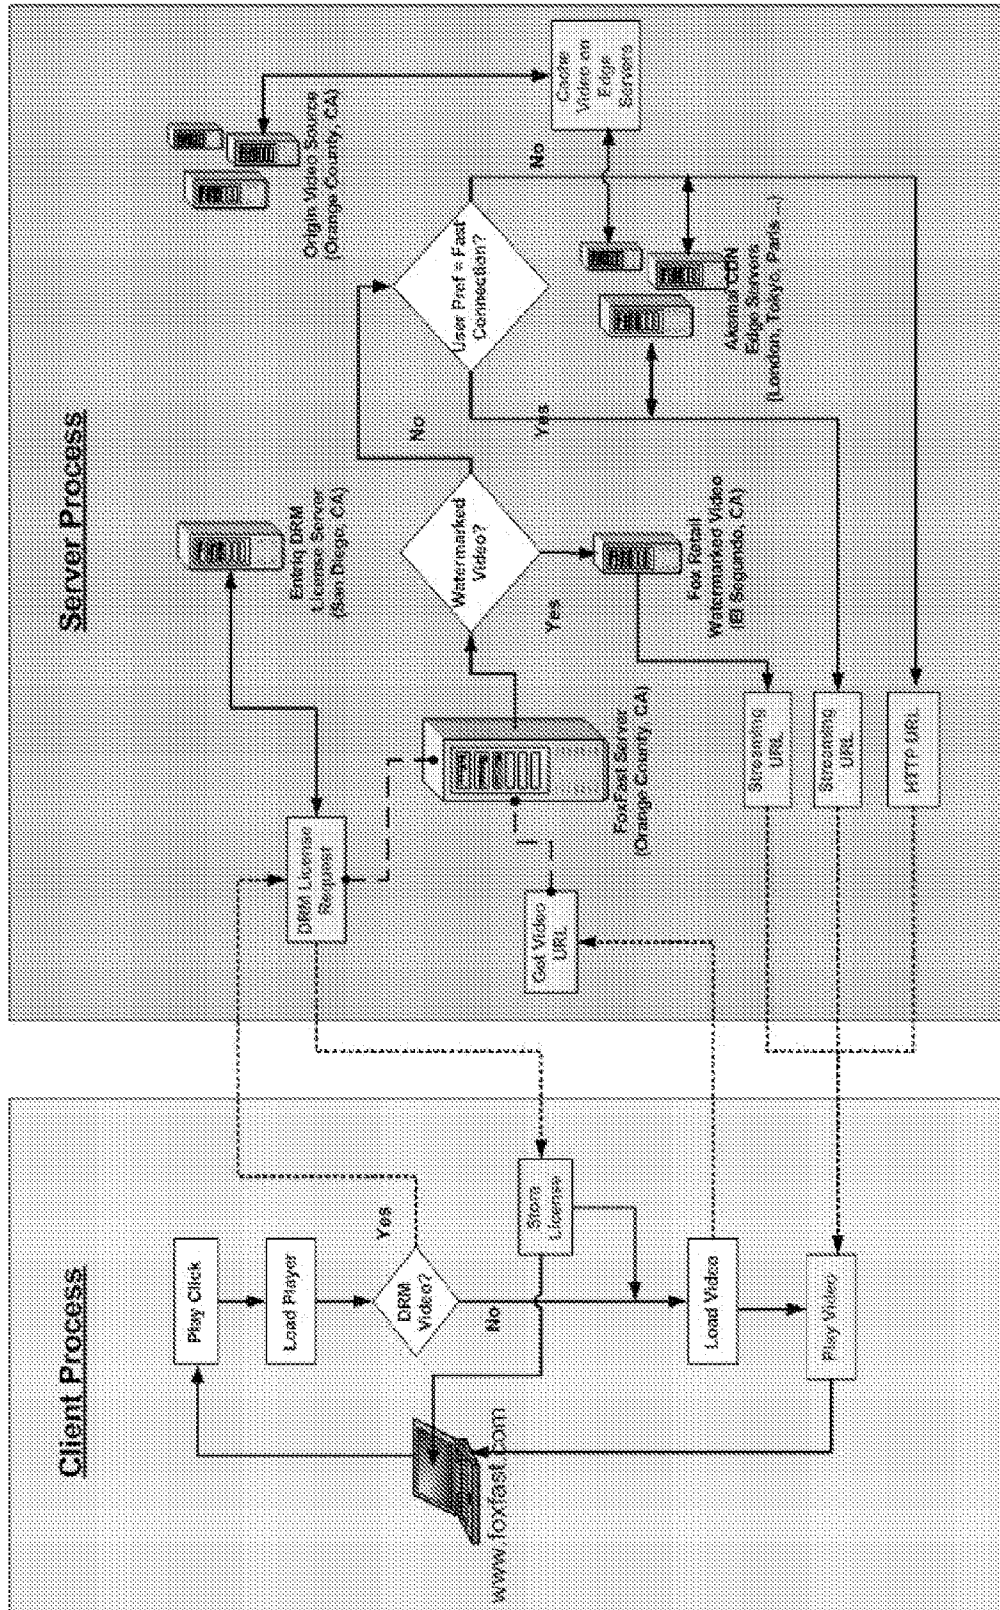 Client Process
Play Click
Load Player
DRM
Video?
Yes
No
Store
License
Load Video
Play Video
www.foxfast.com
Server Process
DRM License
Request
Entriq DRM
License Server
(San Diego, CA)
Get Video
URL
FoxFast Server
(Orange County, CA)
Watermarked
Video?
No
Yes
Fox Retail
Watermarked Video
(El Segundo, CA)
User Pref = Fast
Connection?
Yes
No
Origin Video Source
(Orange County, CA)
Cache
Video on
Edge
Servers
Akamai CDN
Edge Servers
(London, Tokyo, Paris ...)
Streaming
URL
Streaming
URL
HTTP URL